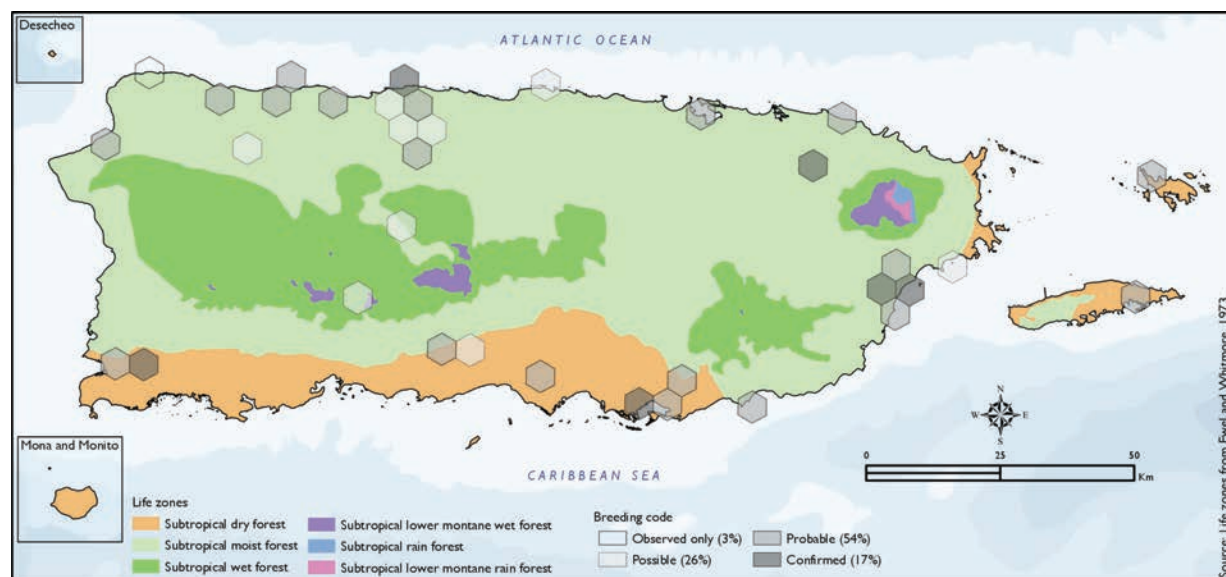 Desecheo
ATLANTIC OCEAN
N
W E
S
0 25 50
Km
Mona and Monito
CARIBBEAN SEA
Life zones
Subtropical dry forest
Subtropical moist forest
Subtropical wet forest
Subtropical lower montane wet forest
Subtropical rain forest
Subtropical lower montane rain forest
Breeding code
Observed only (3%)
Possible (26%)
Probable (54%)
Confirmed (17%)
Source: Life zones from Ewel and Whitmore, 1973